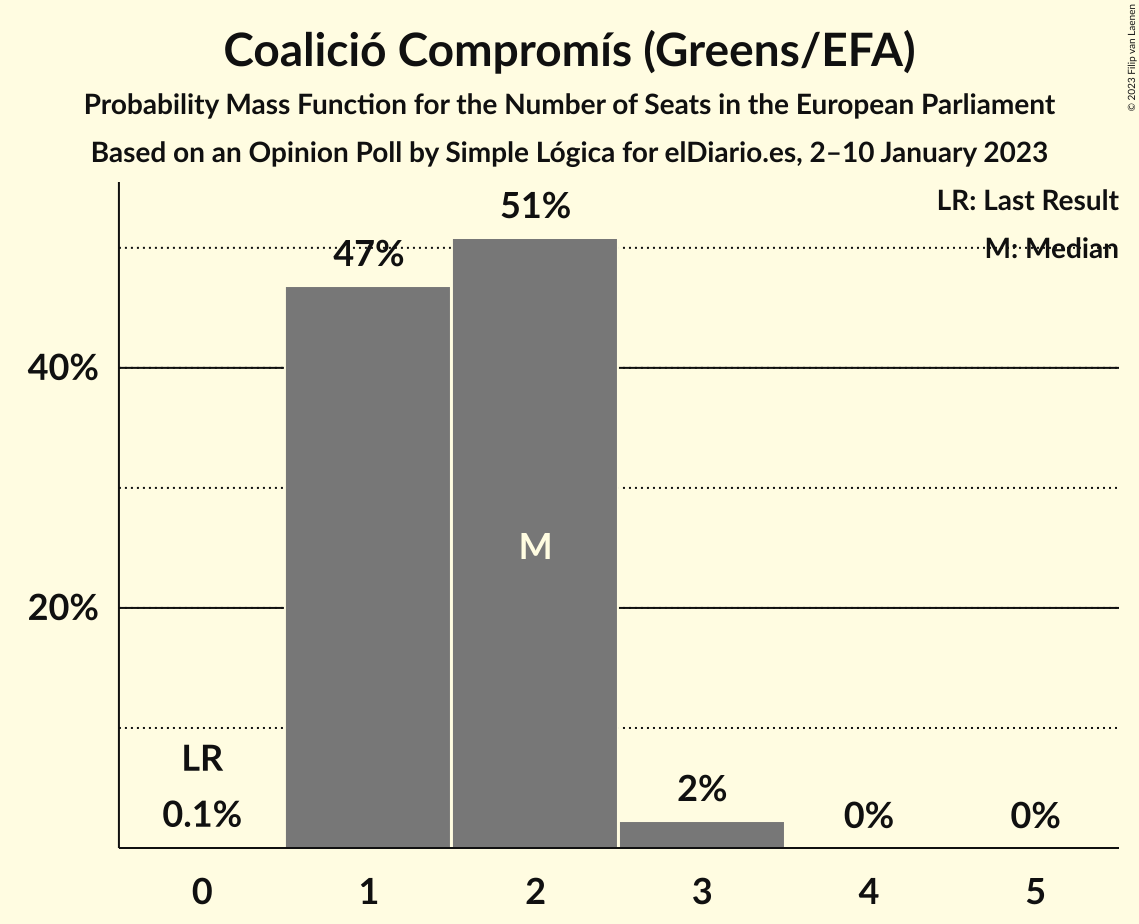 Coalició Compromís (Greens/EFA)
Probability Mass Function for the Number of Seats in the European Parliament
Based on an Opinion Poll by Simple Lógica for elDiario.es, 2–10 January 2023
© 2023 Filip van Laenen
LR: Last Result
M: Median
51%
47%
40%
M
20%
LR
0.1%
2%
0%
0%
0
1
2
3
4
5